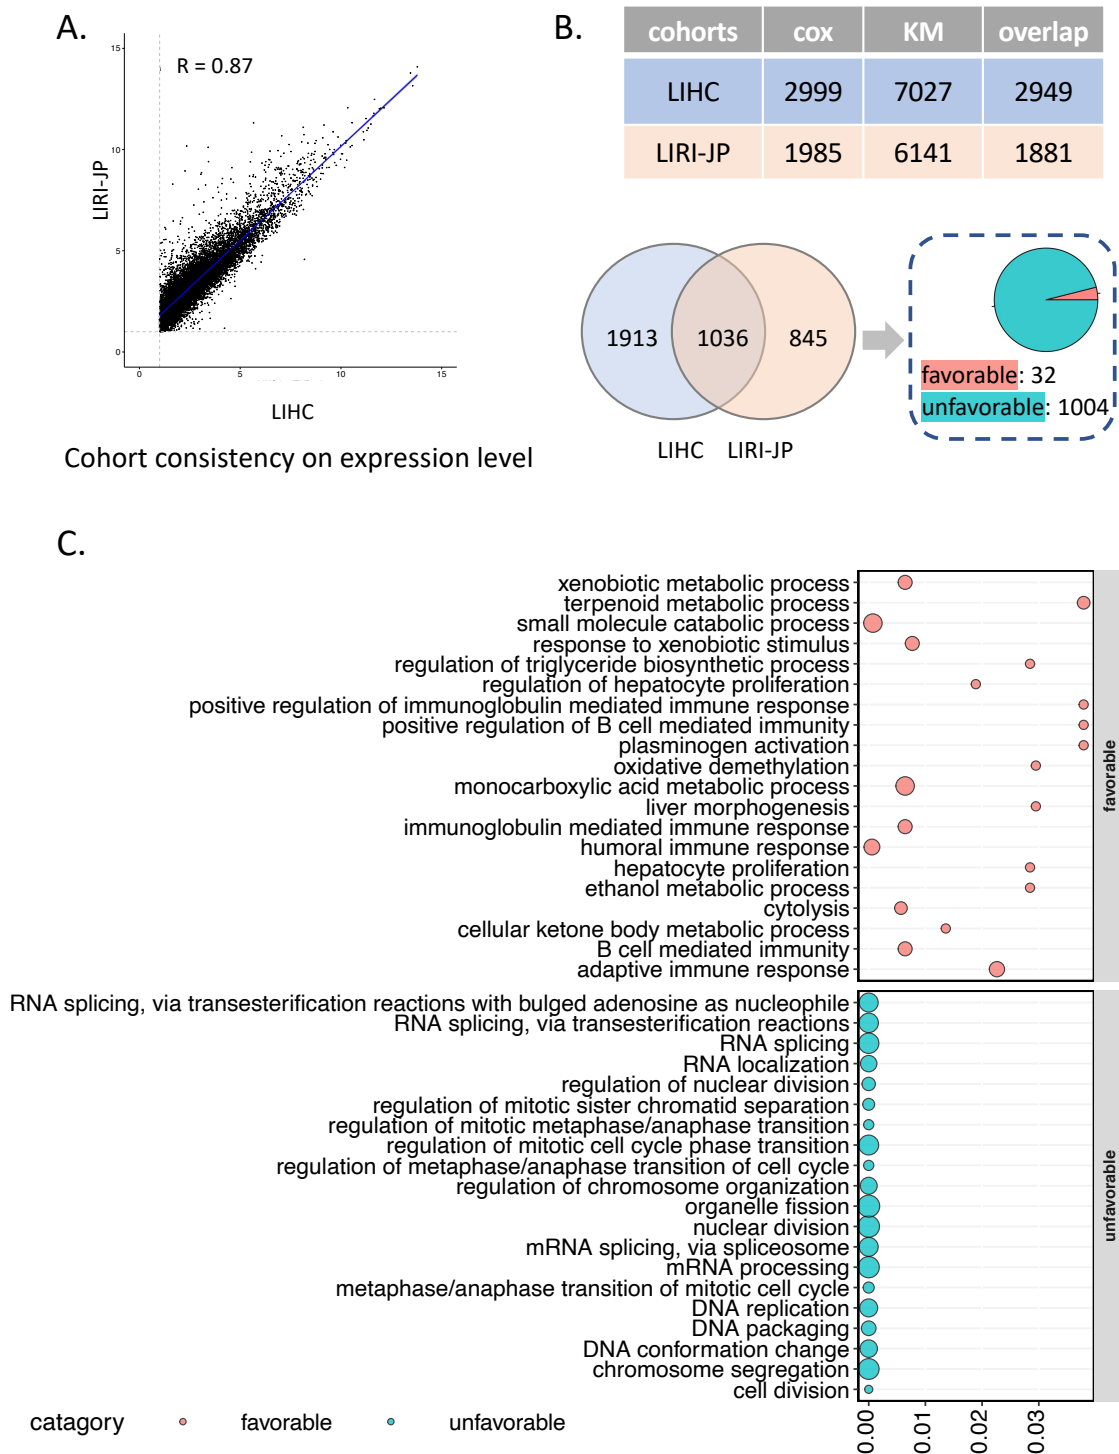 A.
15
R = 0.87
10
LIRI-JP
5
0
0
5
10
15
LIHC
Cohort consistency on expression level
B.
cohorts cox KM overlap
LIHC 2999 7027 2949
LIRI-JP 1985 6141 1881
1913 1036 845
LIHC LIRI-JP
favorable: 32
unfavorable: 1004
C.
xenobiotic metabolic process
terpenoid metabolic process
small molecule catabolic process
response to xenobiotic stimulus
regulation of triglyceride biosynthetic process
regulation of hepatocyte proliferation
positive regulation of immunoglobulin mediated immune response
positive regulation of B cell mediated immunity
plasminogen activation
oxidative demethylation
monocarboxylic acid metabolic process
liver morphogenesis
immunoglobulin mediated immune response
humoral immune response
hepatocyte proliferation
ethanol metabolic process
cytolysis
cellular ketone body metabolic process
B cell mediated immunity
adaptive immune response
favorable
RNA splicing, via transesterification reactions with bulged adenosine as nucleophile
RNA splicing, via transesterification reactions
RNA splicing
RNA localization
regulation of nuclear division
regulation of mitotic sister chromatid separation
regulation of mitotic metaphase/anaphase transition
regulation of mitotic cell cycle phase transition
regulation of metaphase/anaphase transition of cell cycle
regulation of chromosome organization
organelle fission
nuclear division
mRNA splicing, via spliceosome
mRNA processing
metaphase/anaphase transition of mitotic cell cycle
DNA replication
DNA packaging
DNA conformation change
chromosome segregation
cell division
unfavorable
0.00
0.01
0.02
0.03
catagory favorable unfavorable